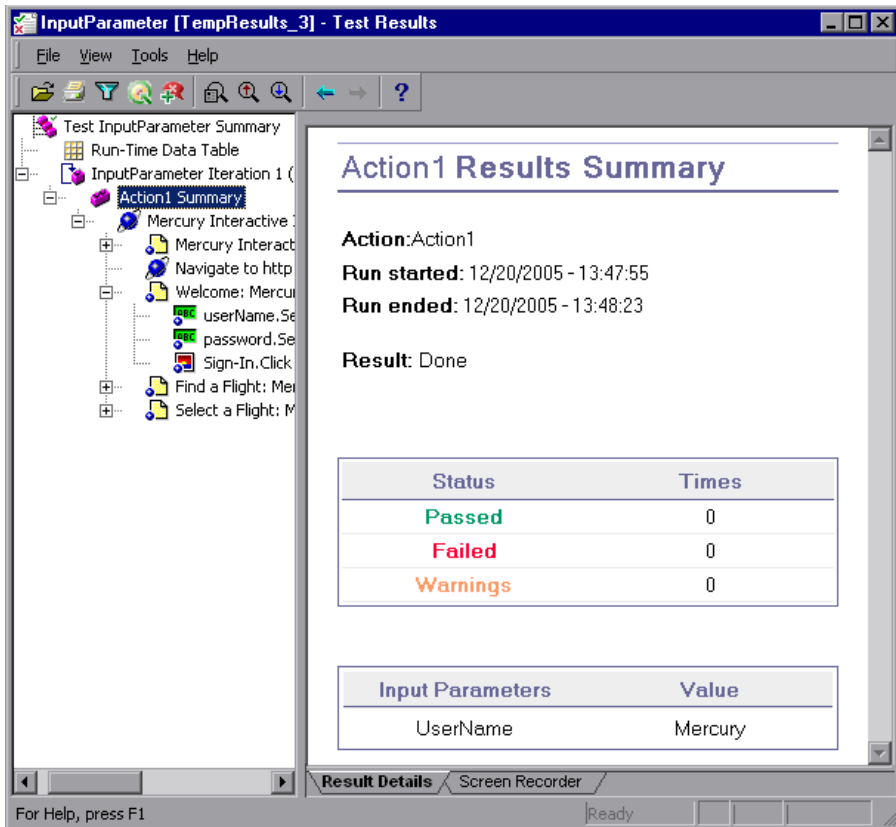 InputParameter [TempResults_3] - Test Results
File View Tools Help
Test InputParameter Summary
Run-Time Data Table
InputParameter Iteration 1 (
Action1 Summary
Mercury Interactive
Mercury Interact
Navigate to http
Welcome: Mercu
ABC userName.Se
ABC password.Se
Sign-In.Click
Find a Flight: Mer
Select a Flight: M
Action1 Results Summary
Action:Action1
Run started: 12/20/2005 - 13:47:55
Run ended: 12/20/2005 - 13:48:23
Result: Done
Status Times
Passed 0
Failed 0
Warnings 0
Input Parameters Value
UserName Mercury
Result Details Screen Recorder
For Help, press F1 Ready